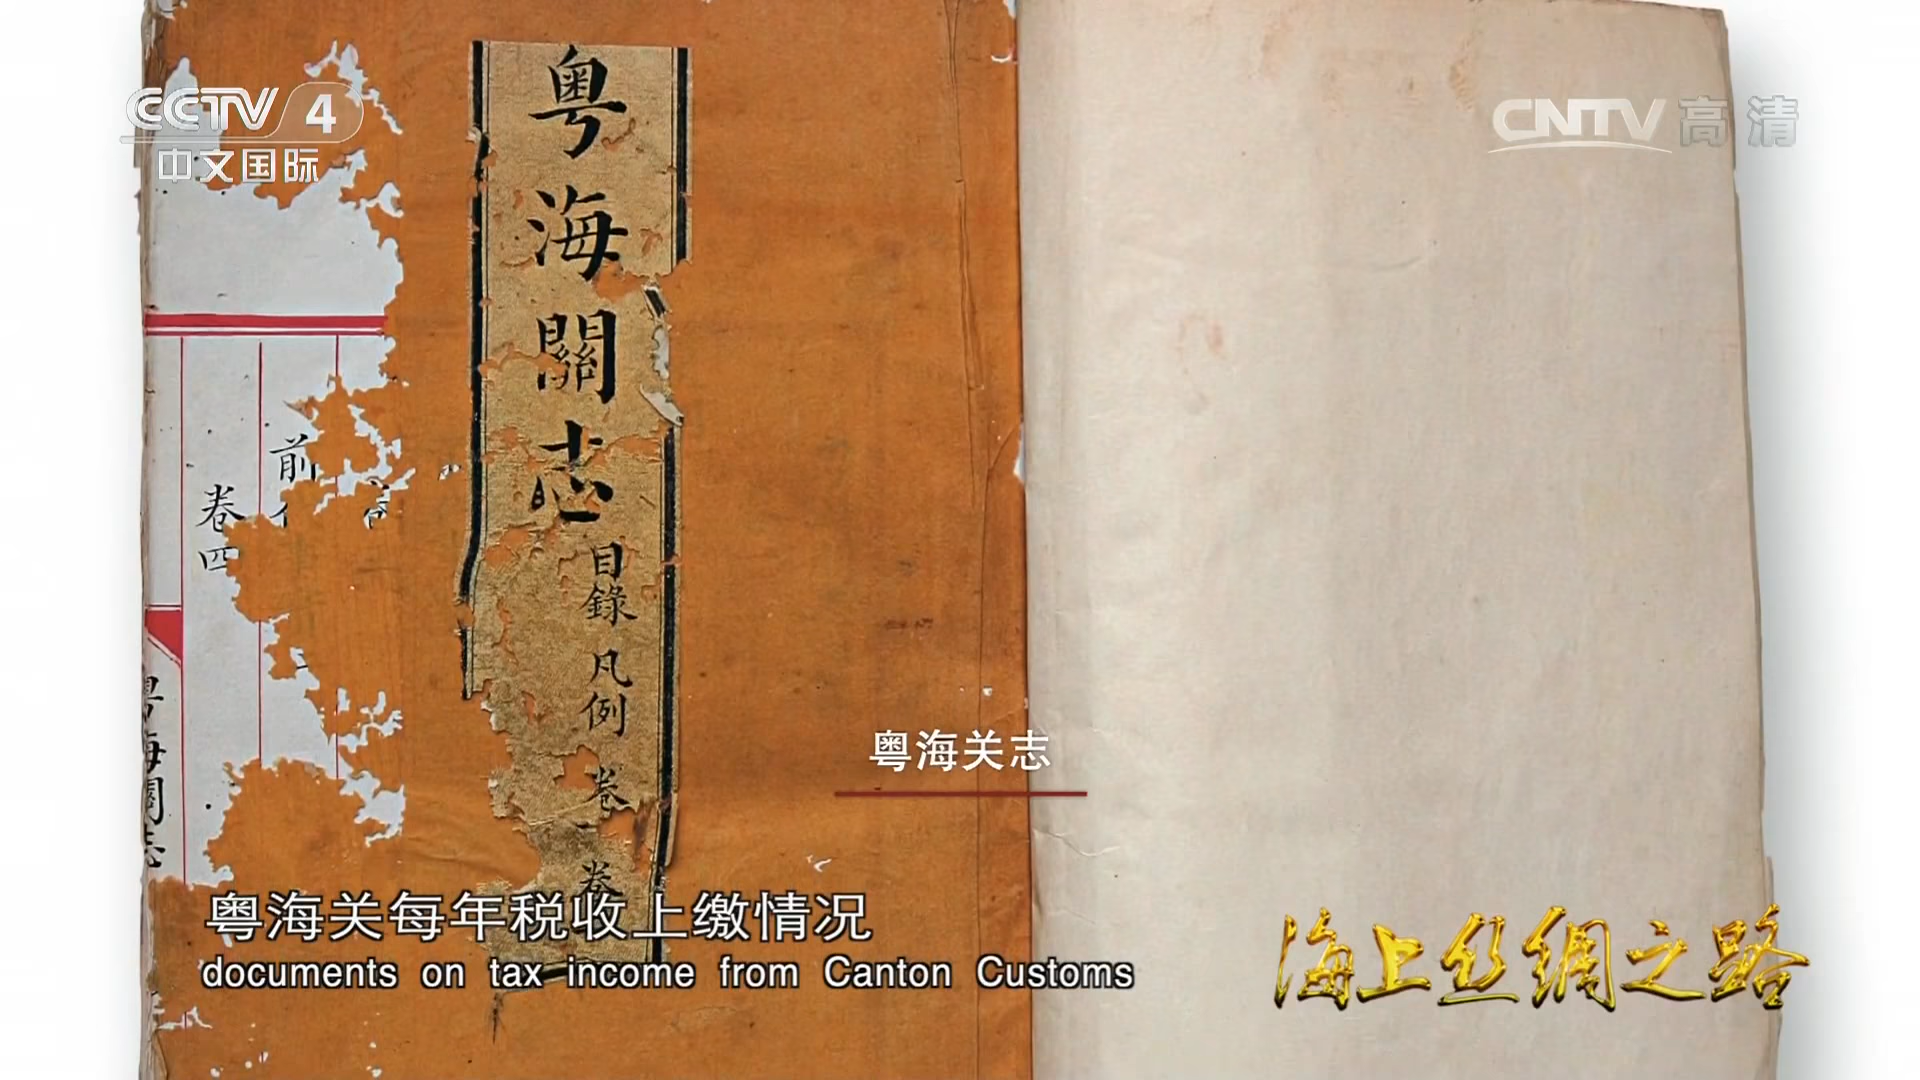 CCTV 4
中文国际
CNTV 高清
粤海關志
目錄
凡例
卷一
卷
前
卷四
粤海關志
粤海关志
粤海关每年税收上缴情况
documents on tax income from Canton Customs
海上丝绸之路